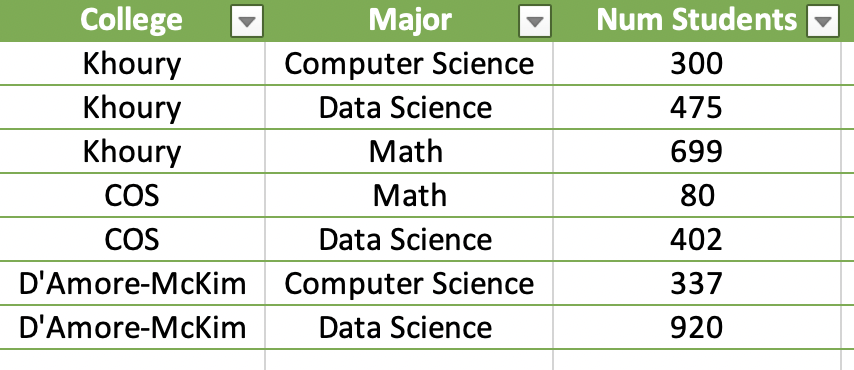 College Major Num Students
Khoury Computer Science 300
Khoury Data Science 475
Khoury Math 699
COS Math 80
COS Data Science 402
D'Amore-McKim Computer Science 337
D'Amore-McKim Data Science 920